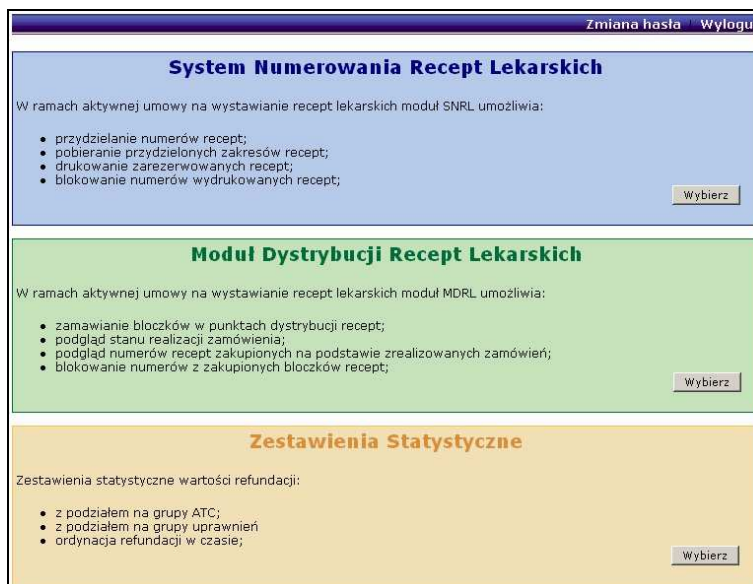 Zmiana hasła Wylogu
System Numerowania Recept Lekarskich
W ramach aktywnej umowy na wystawianie recept lekarskich moduł SNRL umożliwia:
• przydzielanie numerów recept;
• pobieranie przydzielonych zakresów recept;
• drukowanie zarezerwowanych recept;
• blokowanie numerów wydrukowanych recept;
Wybierz
Moduł Dystrybucji Recept Lekarskich
W ramach aktywnej umowy na wystawianie recept lekarskich moduł MDRL umożliwia:
• zamawianie bloczków w punktach dystrybucji recept;
• podgląd stanu realizacji zamówienia;
• podgląd numerów recept zakupionych na podstawie zrealizowanych zamówień;
• blokowanie numerów z zakupionych bloczków recept;
Wybierz
Zestawienia Statystyczne
Zestawienia statystyczne wartości refundacji:
• z podziałem na grupy ATC;
• z podziałem na grupy uprawnień
• ordynacja refundacji w czasie;
Wybierz